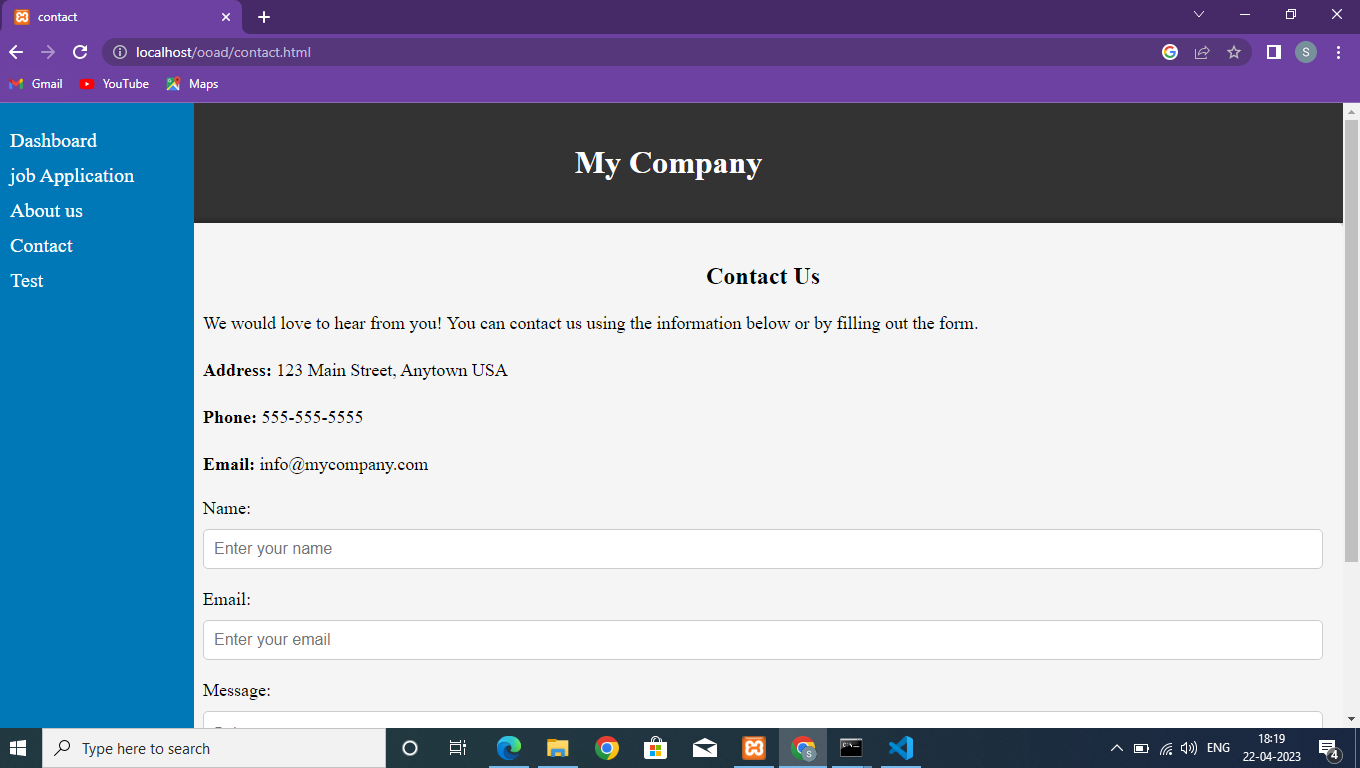 contact
localhost/ooad/contact.html
S
Gmail
YouTube
Maps
Dashboard
job Application
About us
Contact
Test
My Company
Contact Us
We would love to hear from you! You can contact us using the information below or by filling out the form.
Address: 123 Main Street, Anytown USA
Phone: 555-555-5555
Email: info@mycompany.com
Name:
Enter your name
Email:
Enter your email
Message:
Type here to search
S
ENG
18:19
22-04-2023
4